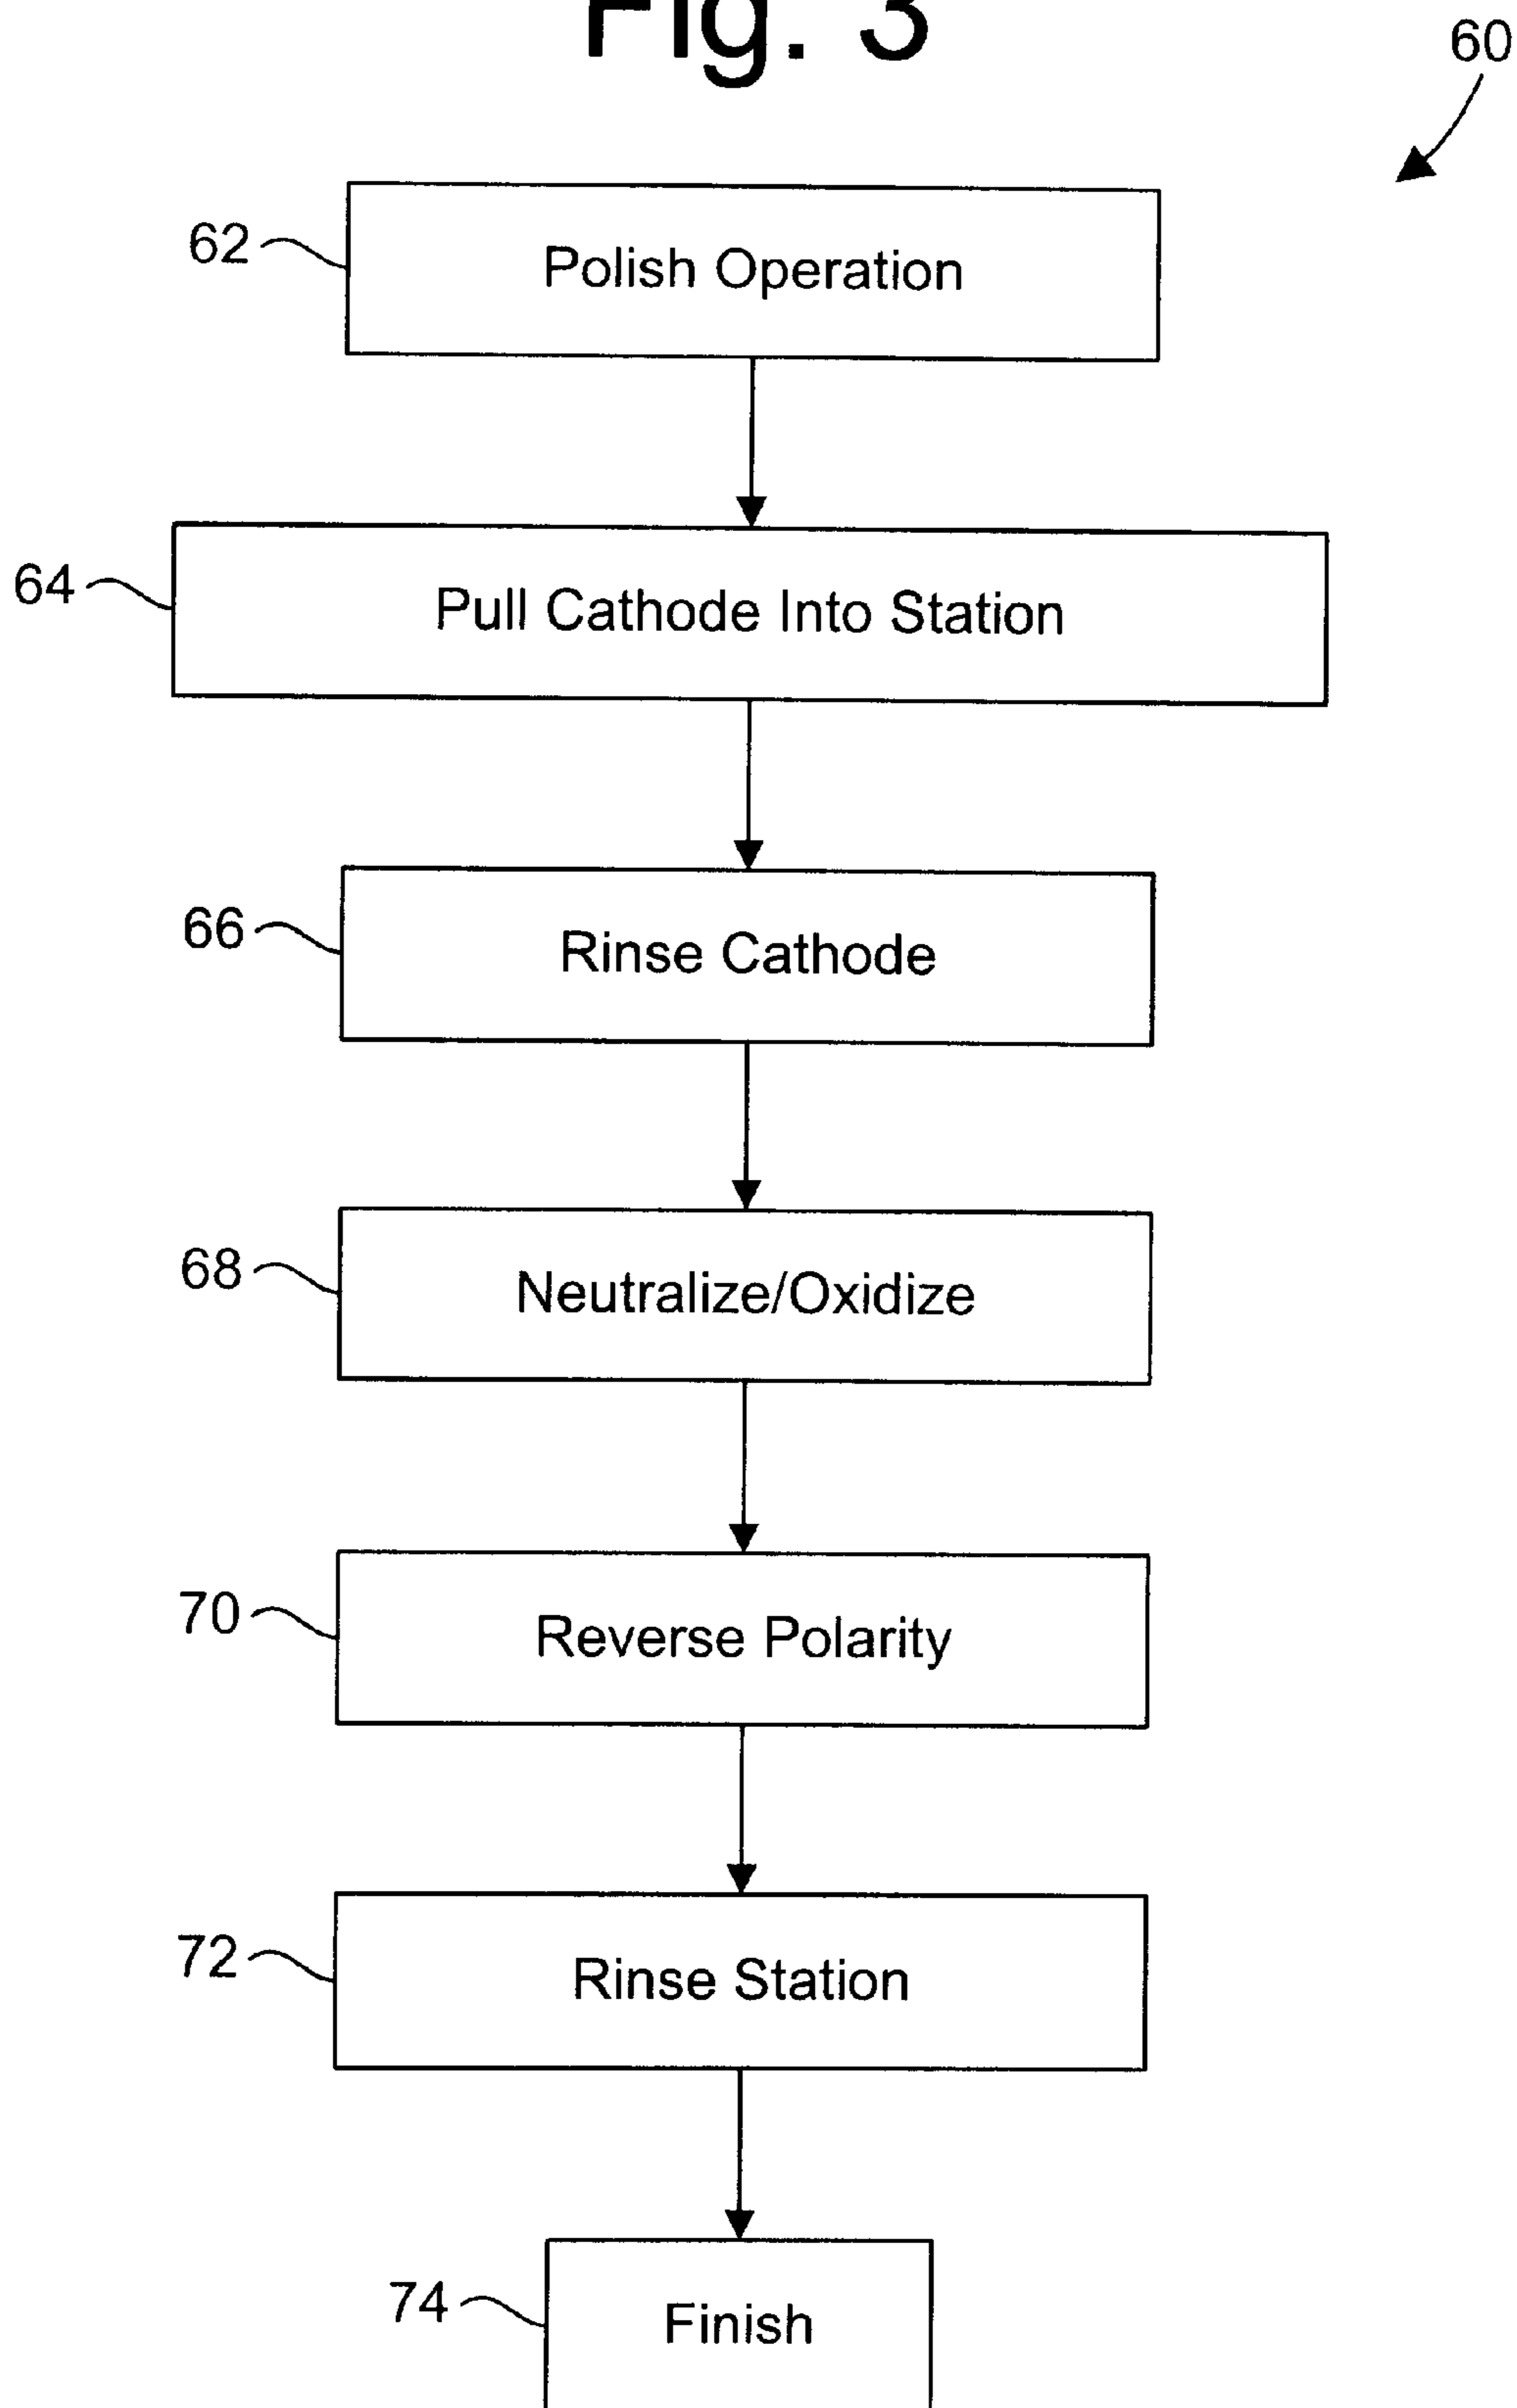 Fig. 3
60
62
Polish Operation
64
Pull Cathode Into Station
66
Rinse Cathode
68
Neutralize/Oxidize
70
Reverse Polarity
72
Rinse Station
74
Finish